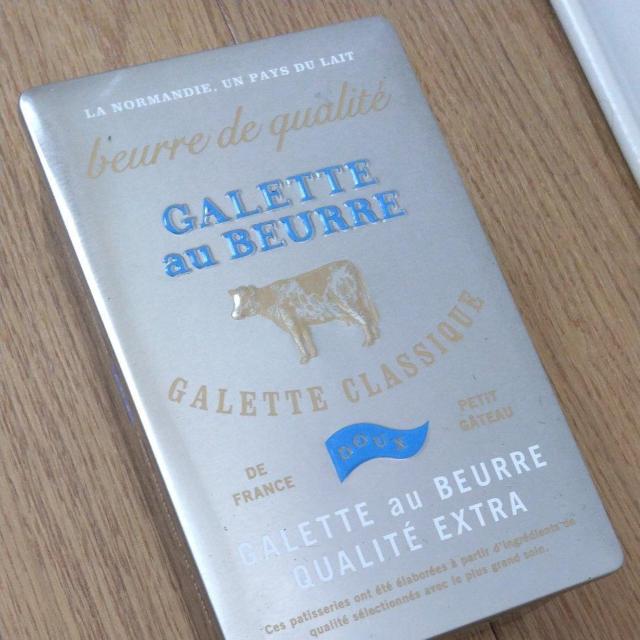 LA NORMANDIE, UN PAYS DU LAIT
beurre de qualité
GALETTE
au BEURRE
GALETTE CLASSIQUE
DE
FRANCE
DOUX
PETIT
GÂTEAU
GALETTE au BEURRE
QUALITÉ EXTRA
Ces patisseries ont été élaborées à partir d'ingrédients de
qualité sélectionnés avec le plus grand soin.